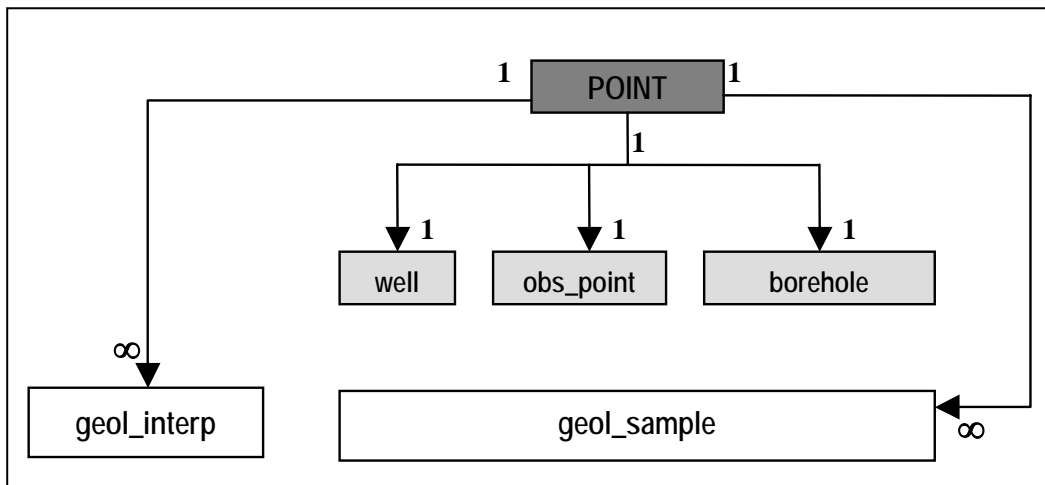 1 POINT 1
1
1 1 1
well obs_point borehole
∞
geol_interp geol_sample
∞